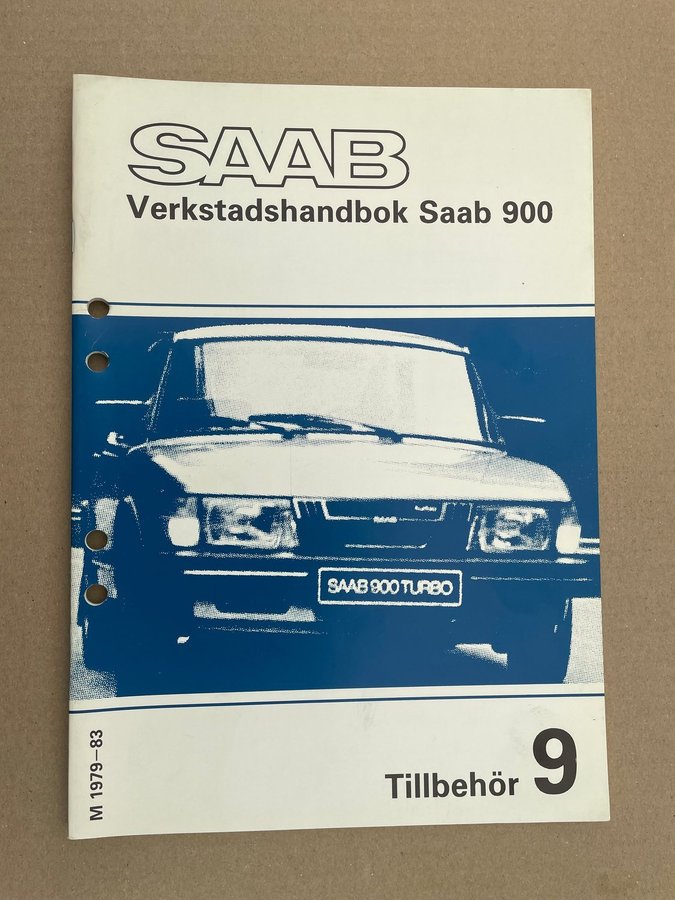 SAAB
Verkstadshandbok Saab 900
SAAB 900 TURBO
M 1979–83
Tillbehör 9